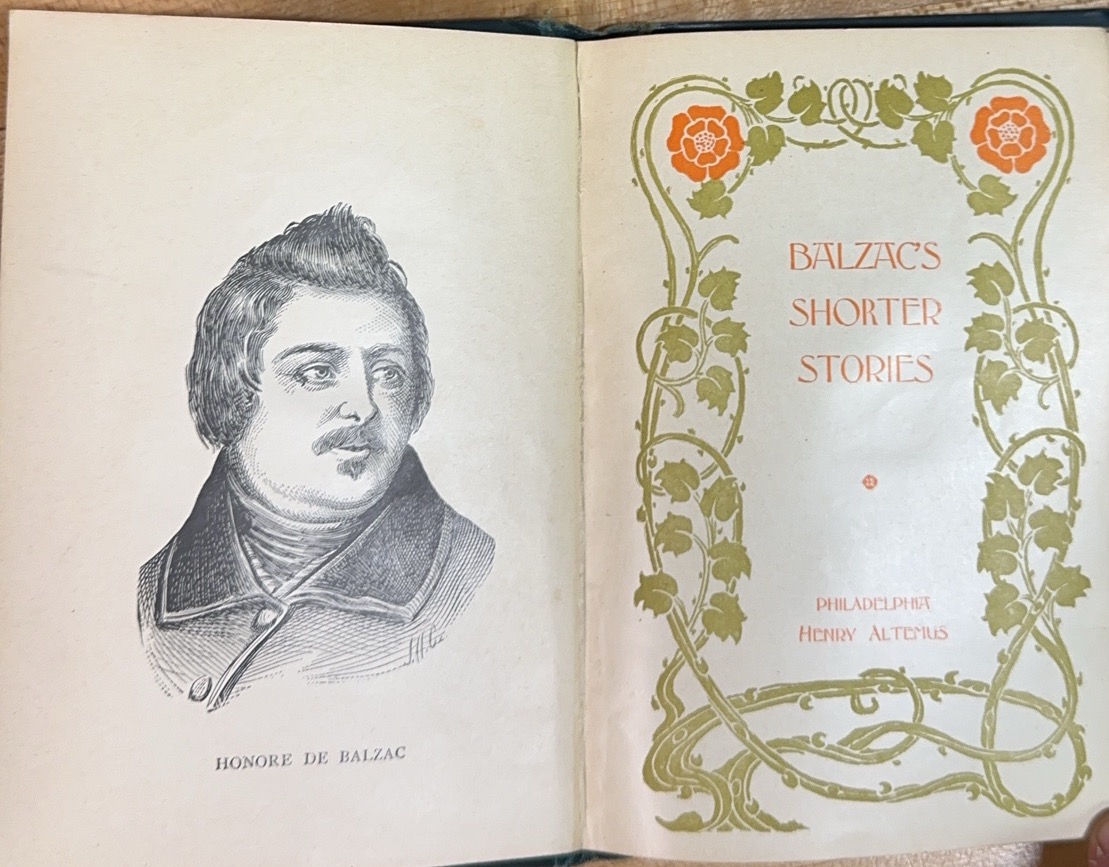 HONORE DE BALZAC
BALZAC'S
SHORTER
STORIES
PHILADELPHIA
HENRY ALTEMUS